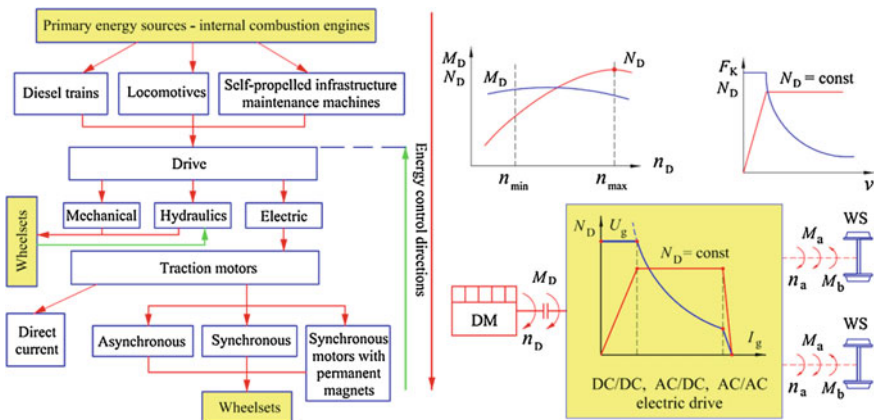 Primary energy sources - internal combustion engines
Diesel trains
Locomotives
Self-propelled infrastructure
maintenance machines
Drive
Mechanical
Hydraulics
Electric
Wheelsets
Traction motors
Direct
current
Asynchronous
Synchronous
Synchronous
motors with
permanent
magnets
Wheelsets
Energy control directions
M_D
N_D
M_D
N_D
n_D
n_min
n_max
F_K
N_D
N_D = const
v
DM
M_D
n_D
N_D
U_g
N_D = const
I_g
DC/DC, AC/DC, AC/AC
electric drive
WS
M_a
n_a
M_b
WS
M_a
n_a
M_b